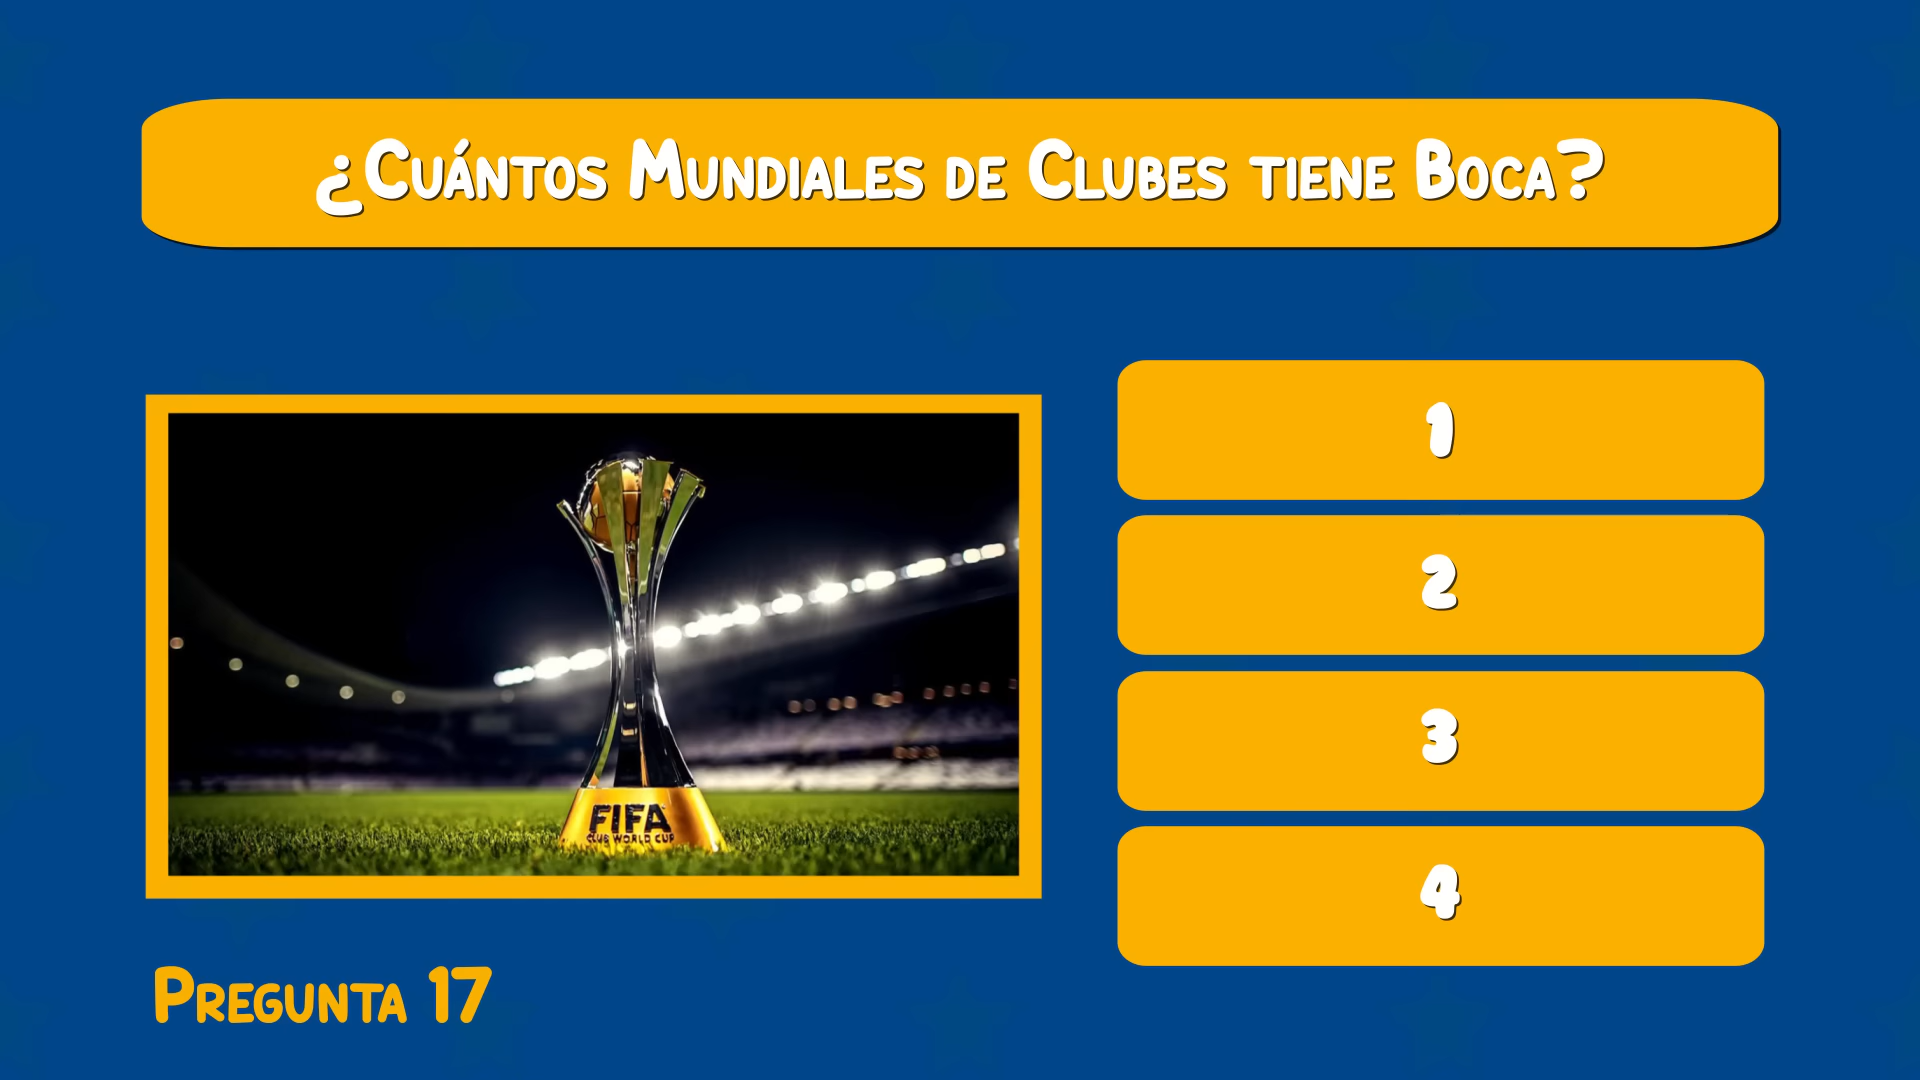 ¿Cuántos Mundiales de Clubes tiene Boca?
1
2
3
4
FIFA
CLUB WORLD CUP
Pregunta 17